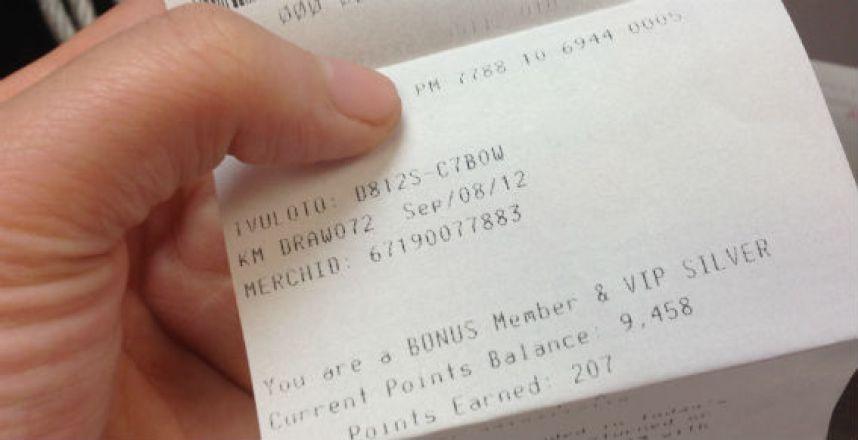 PM 7788 10 6944 0005
IVULOTO: D812S-C7BOW
KM DRAW072 Sep/08/12
MERCHID: 67190077883
You are a BONUS Member & VIP SILVER
Current Points Balance: 9,458
Points Earned: 207